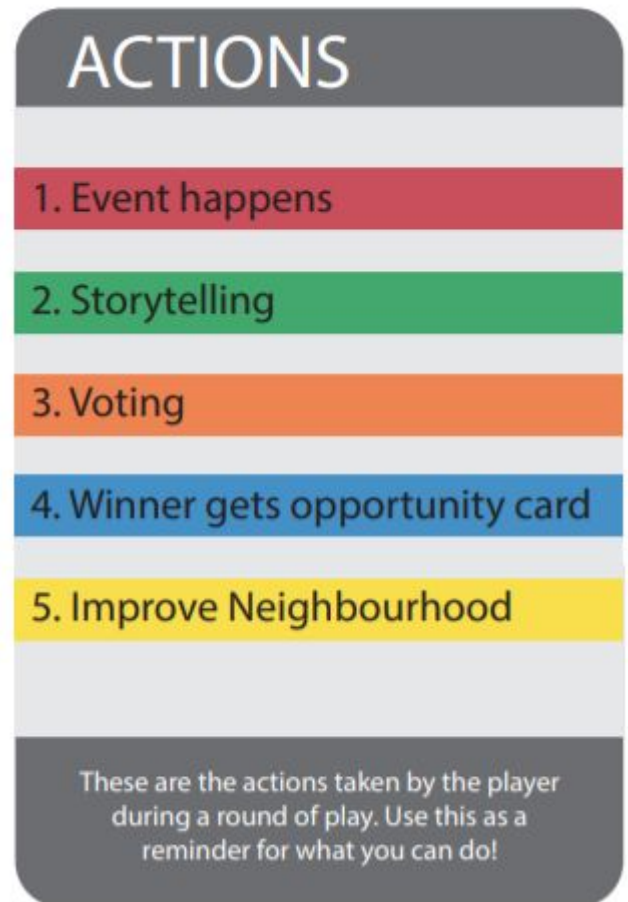 ACTIONS
1. Event happens
2. Storytelling
3. Voting
4. Winner gets opportunity card
5. Improve Neighbourhood
These are the actions taken by the player
during a round of play. Use this as a
reminder for what you can do!